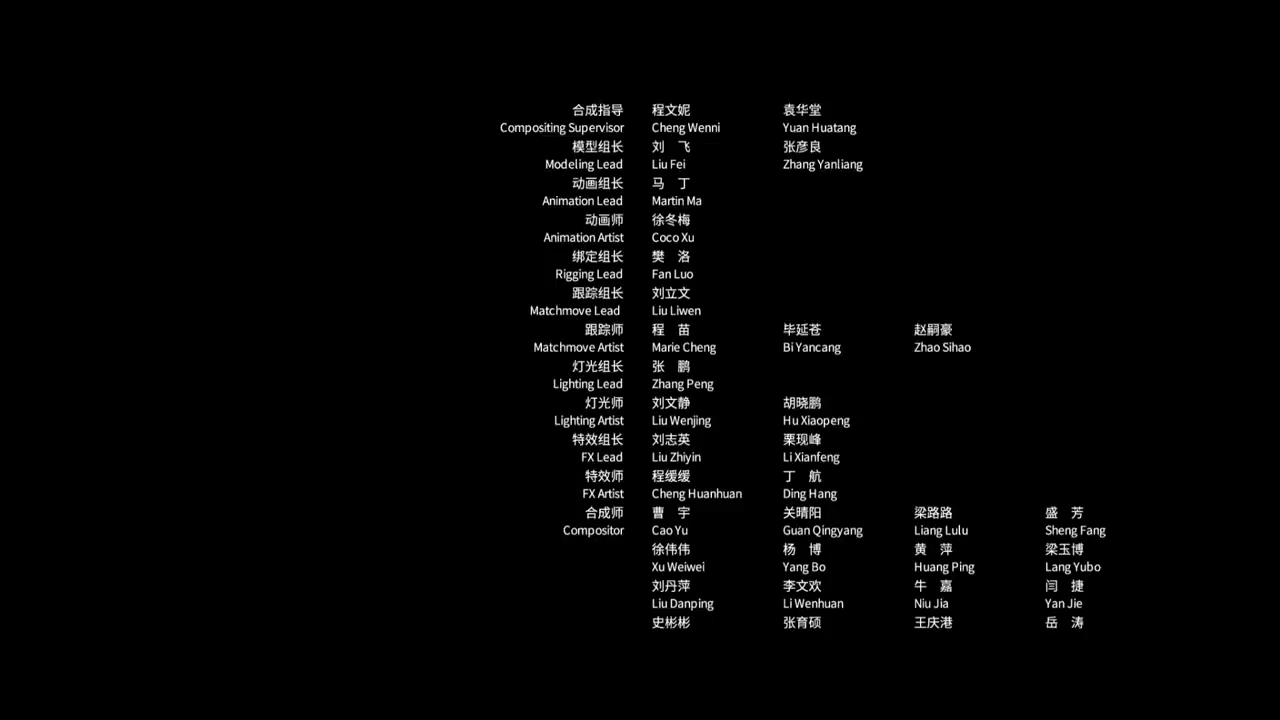 合成指导 程文妮 袁华堂
Compositing Supervisor Cheng Wenni Yuan Huatang
模型组长 刘 飞 张彦良
Modeling Lead Liu Fei Zhang Yanliang
动画组长 马 丁
Animation Lead Martin Ma
动画师 徐冬梅
Animation Artist Coco Xu
绑定组长 樊 洛
Rigging Lead Fan Luo
跟踪组长 刘立文
Matchmove Lead Liu Liwen
跟踪师 程 苗 毕延苍 赵嗣豪
Matchmove Artist Marie Cheng Bi Yancang Zhao Sihao
灯光组长 张 鹏
Lighting Lead Zhang Peng
灯光师 刘文静 胡晓鹏
Lighting Artist Liu Wenjing Hu Xiaopeng
特效组长 刘志英 栗现峰
FX Lead Liu Zhiyin Li Xianfeng
特效师 程缓缓 丁 航
FX Artist Cheng Huanhuan Ding Hang
合成师 曹 宇 关晴阳 梁路路 盛 芳
Compositor Cao Yu Guan Qingyang Liang Lulu Sheng Fang
徐伟伟 杨 博 黄 萍 梁玉博
Xu Weiwei Yang Bo Huang Ping Lang Yubo
刘丹萍 李文欢 牛 嘉 闫 捷
Liu Danping Li Wenhuan Niu Jia Yan Jie
史彬彬 张育硕 王庆港 岳 涛